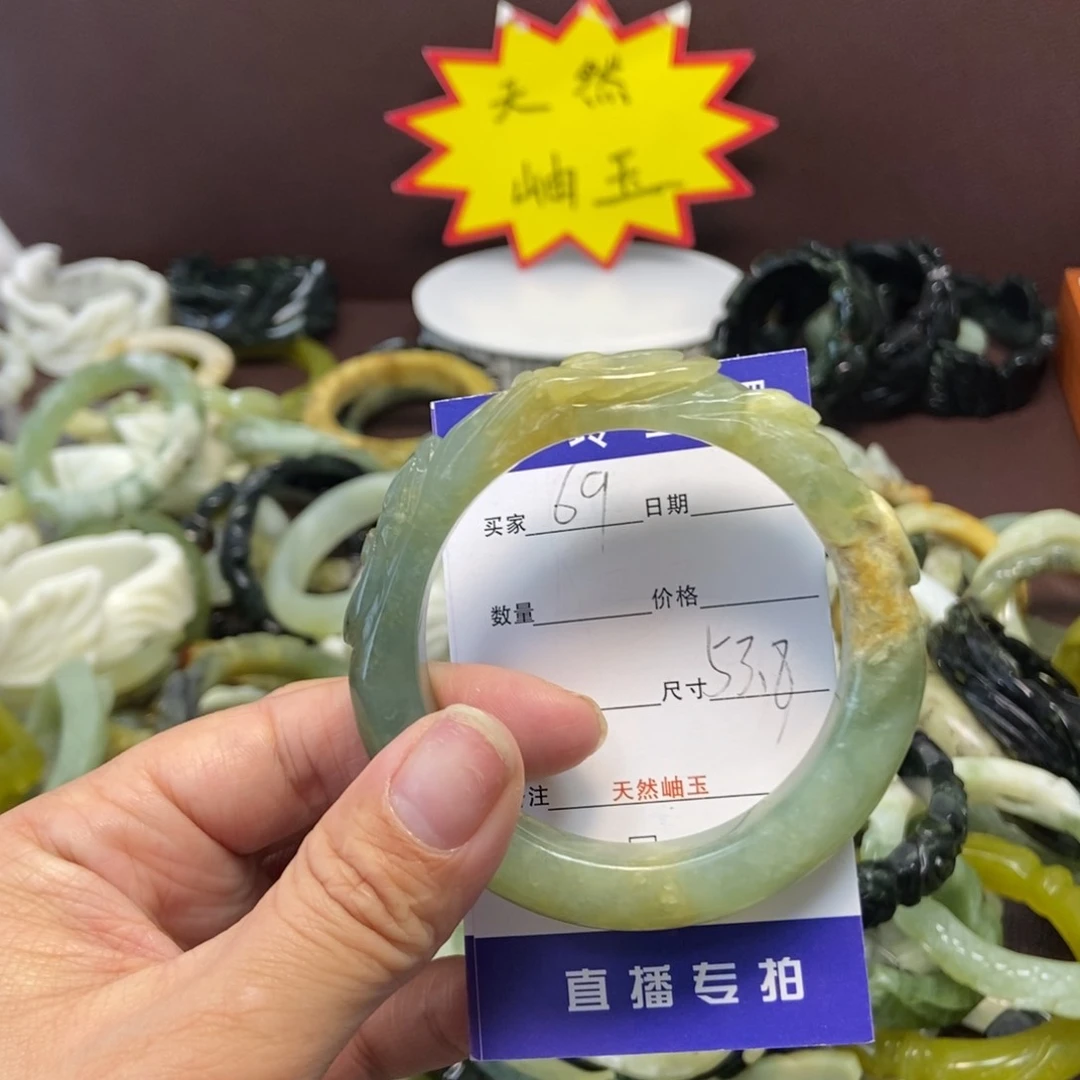 天然
岫玉
买家 69 日期
数量 价格
尺寸 53.8
注 天然岫玉
直播专拍